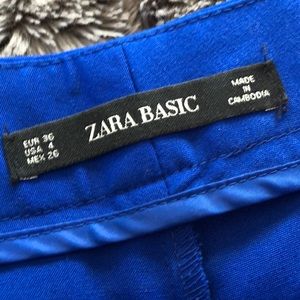 EUR 36
USA 4
MEX 26
ZARA BASIC
MADE
IN
CAMBODIA